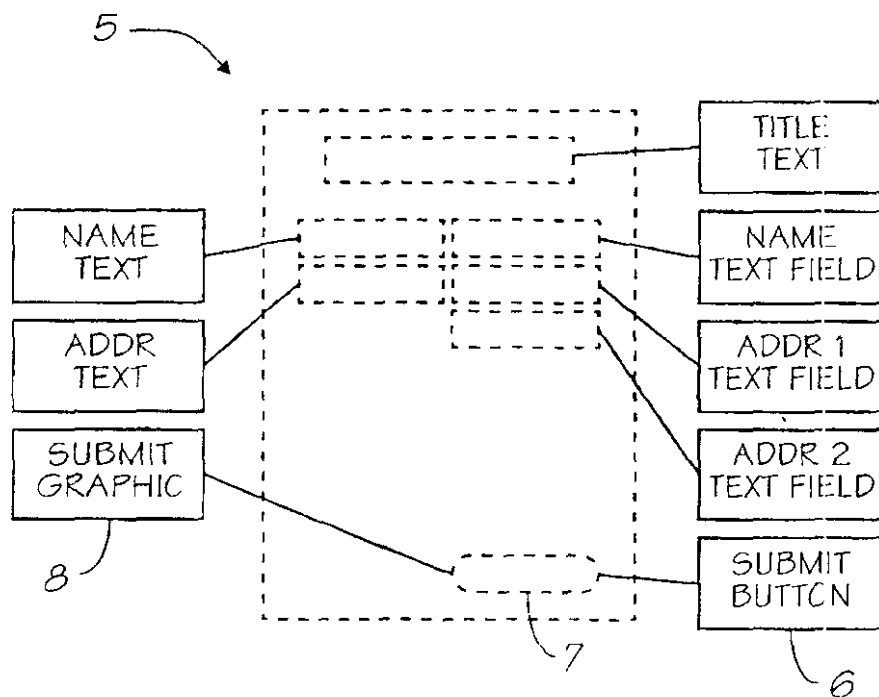 5
TITLE
TEXT
NAME
TEXT
NAME
TEXT FIELD
ADDR
TEXT
ADDR 1
TEXT FIELD
SUBMIT
GRAPHIC
ADDR 2
TEXT FIELD
8
SUBMIT
BUTTON
7
6